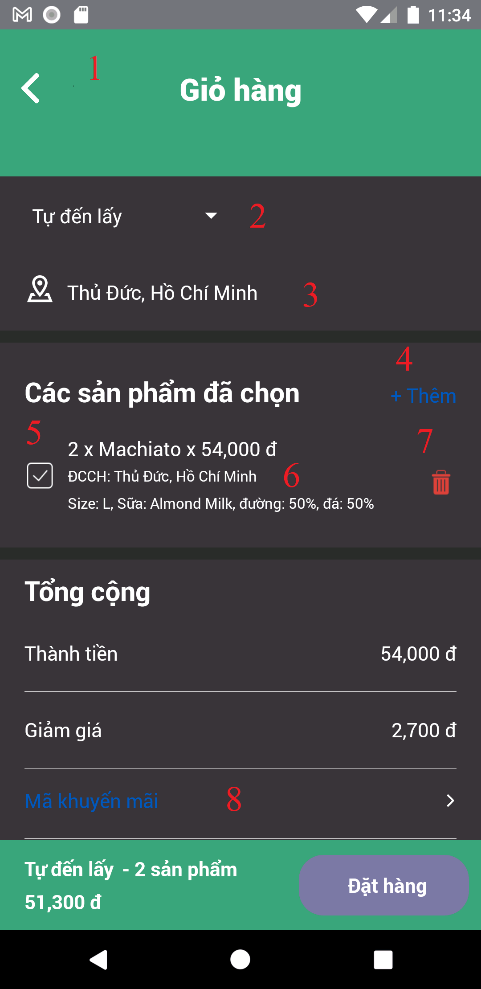 11:34
1
Giỏ hàng
Tự đến lấy
2
Thủ Đức, Hồ Chí Minh
3
4
Các sản phẩm đã chọn
+ Thêm
5
2 x Machiato x 54,000 đ
7
ĐCCH: Thủ Đức, Hồ Chí Minh
6
Size: L, Sữa: Almond Milk, đường: 50%, đá: 50%
Tổng cộng
Thành tiền
54,000 đ
Giảm giá
2,700 đ
Mã khuyến mãi
8
Tự đến lấy - 2 sản phẩm
51,300 đ
Đặt hàng